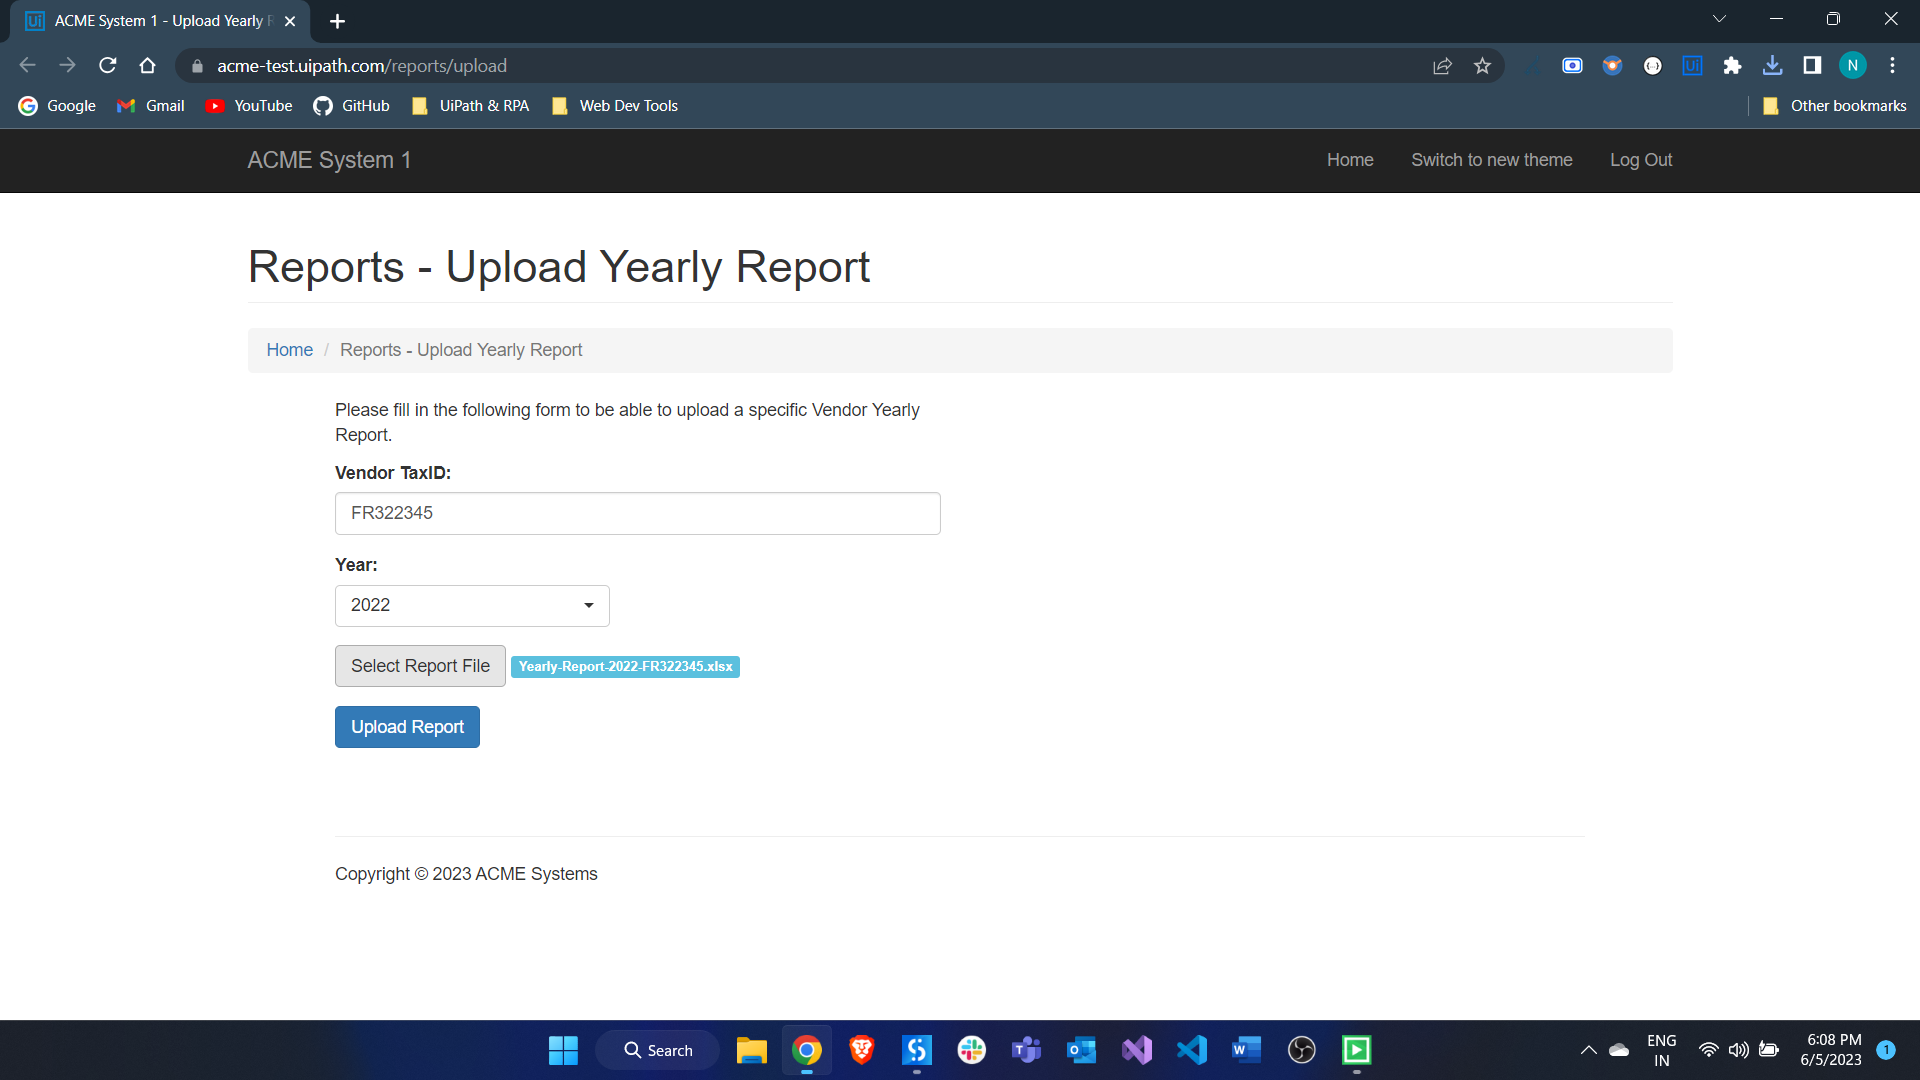 ACME System 1 - Upload Yearly R
acme-test.uipath.com/reports/upload
N
Google Gmail YouTube GitHub UiPath & RPA Web Dev Tools Other bookmarks
ACME System 1 Home Switch to new theme Log Out
Reports - Upload Yearly Report
Home / Reports - Upload Yearly Report
Please fill in the following form to be able to upload a specific Vendor Yearly
Report.
Vendor TaxID:
FR322345
Year:
2022
Select Report File Yearly-Report-2022-FR322345.xlsx
Upload Report
Copyright © 2023 ACME Systems
Search
ENG
IN
6:08 PM
6/5/2023
1